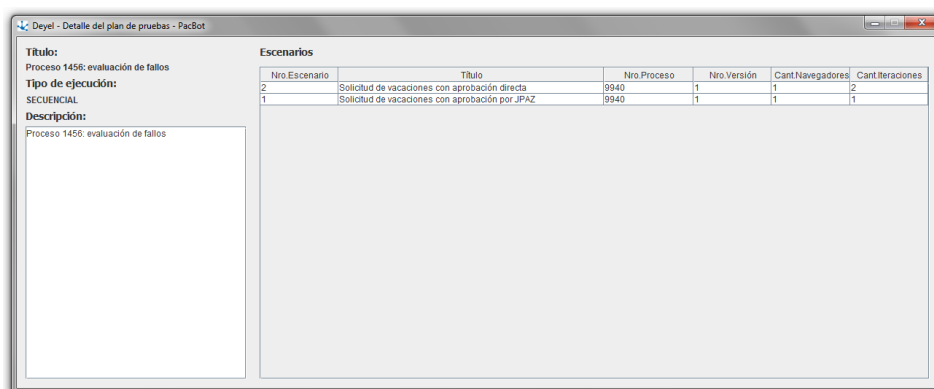 Deyel - Detalle del plan de pruebas - PacBot
Título:
Proceso 1456: evaluación de fallos
Tipo de ejecución:
SECUENCIAL
Descripción:
Proceso 1456: evaluación de fallos
Escenarios
Nro.Escenario Título Nro.Proceso Nro.Versión Cant.Navegadores Cant.Iteraciones
2 Solicitud de vacaciones con aprobación directa 9940 1 1 2
1 Solicitud de vacaciones con aprobación por JPAZ 9940 1 1 1